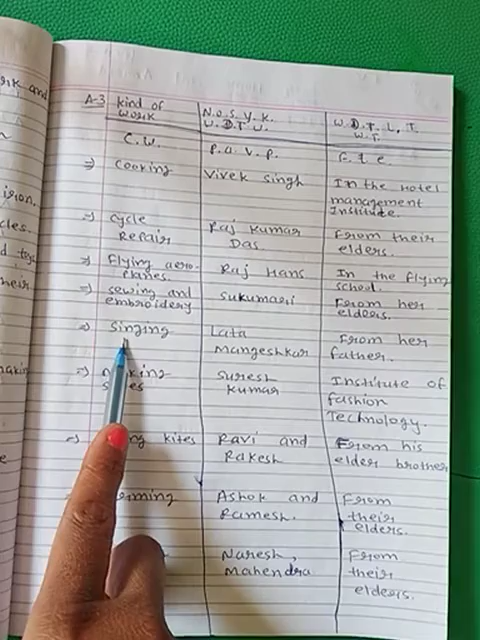 A-3 kind of work N.O.S.Y.K. W.D.T.W. W.D.T.L.T. W.T.
C.W. P.a.V.P. F.t.e.
⇒ Cooking Vivek Singh In the hotel management Institute.
⇒ Cycle Repair Raj Kumar Das From their elders.
⇒ Flying aero-planes. Raj Hans In the flying school.
⇒ Sewing and embroidery Sukumari From her elders.
⇒ Singing Lata Mangeshkar From her father.
⇒ Suresh Kumar Institute of fashion Technology.
⇒ kites Ravi and Rakesh From his elder brother
Ashok and Ramesh. From their elders.
Naresh, Mahendra From their elders.